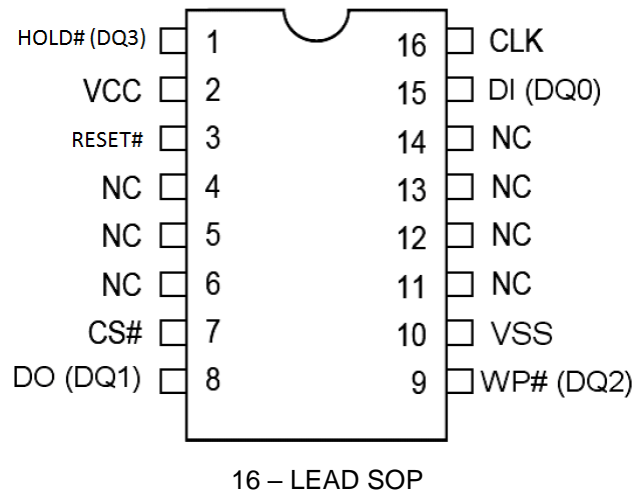 HOLD# (DQ3) 1 16 CLK
VCC 2 15 DI (DQ0)
RESET# 3 14 NC
NC 4 13 NC
NC 5 12 NC
NC 6 11 NC
CS# 7 10 VSS
DO (DQ1) 8 9 WP# (DQ2)
16 – LEAD SOP